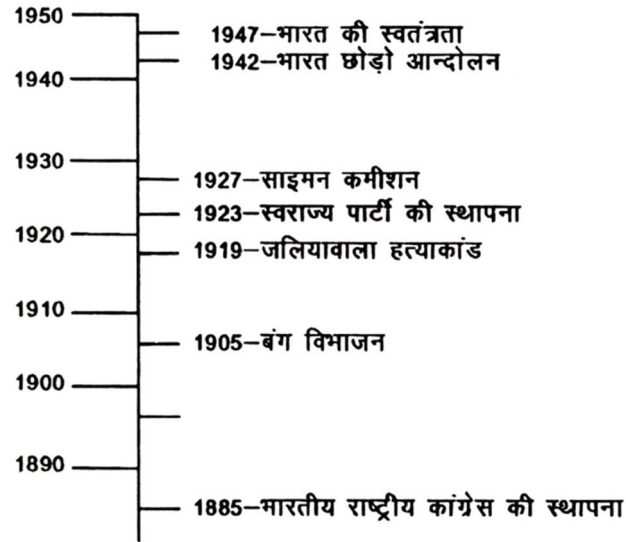 1950
1947–भारत की स्वतंत्रता
1942–भारत छोड़ो आन्दोलन
1940
1930
1927–साइमन कमीशन
1923–स्वराज्य पार्टी की स्थापना
1920
1919–जलियावाला हत्याकांड
1910
1905–बंग विभाजन
1900
1890
1885–भारतीय राष्ट्रीय कांग्रेस की स्थापना